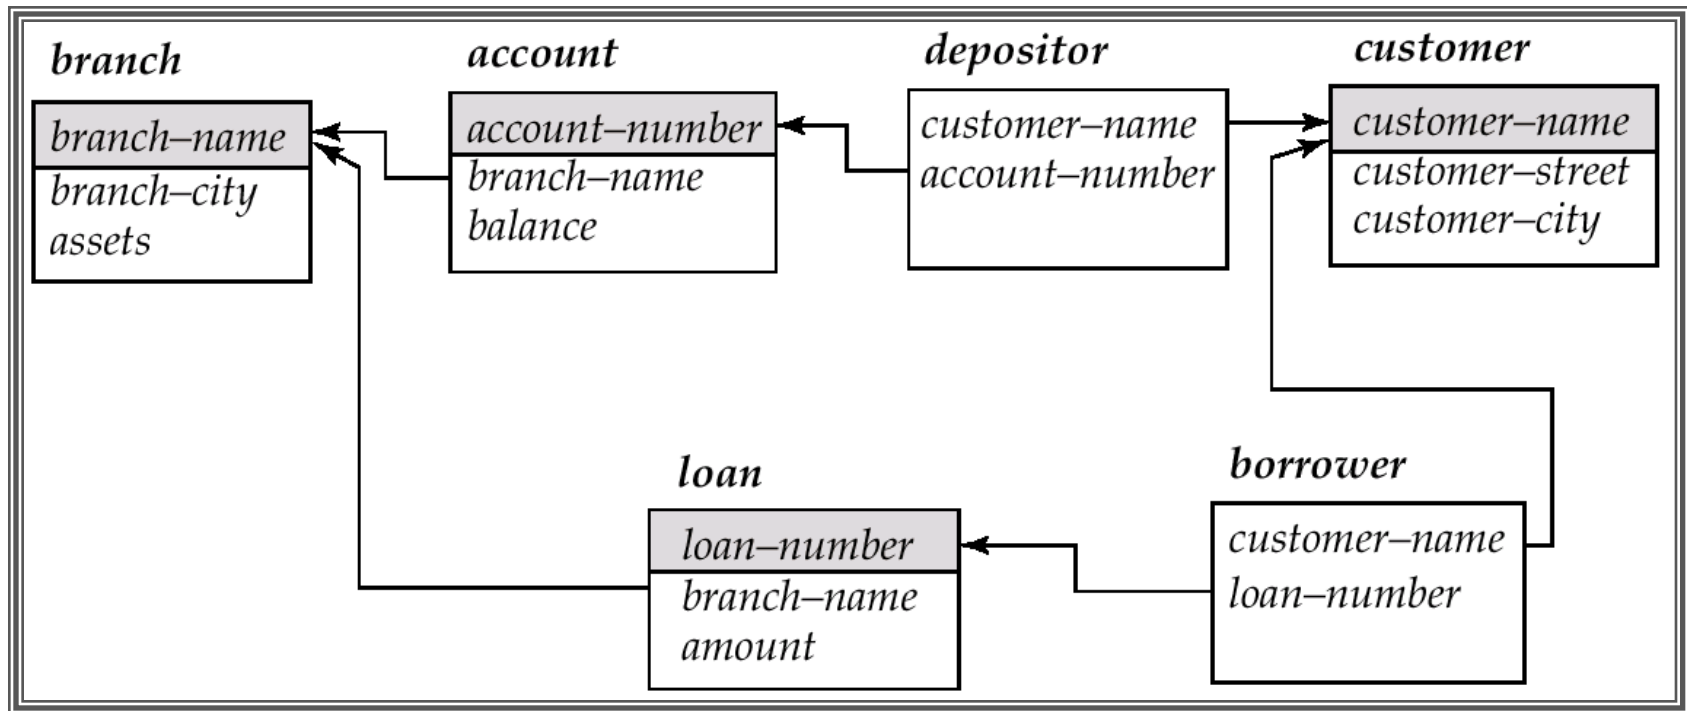 branch
branch–name
branch–city
assets
account
account–number
branch–name
balance
depositor
customer–name
account–number
customer
customer–name
customer–street
customer–city
loan
loan–number
branch–name
amount
borrower
customer–name
loan–number